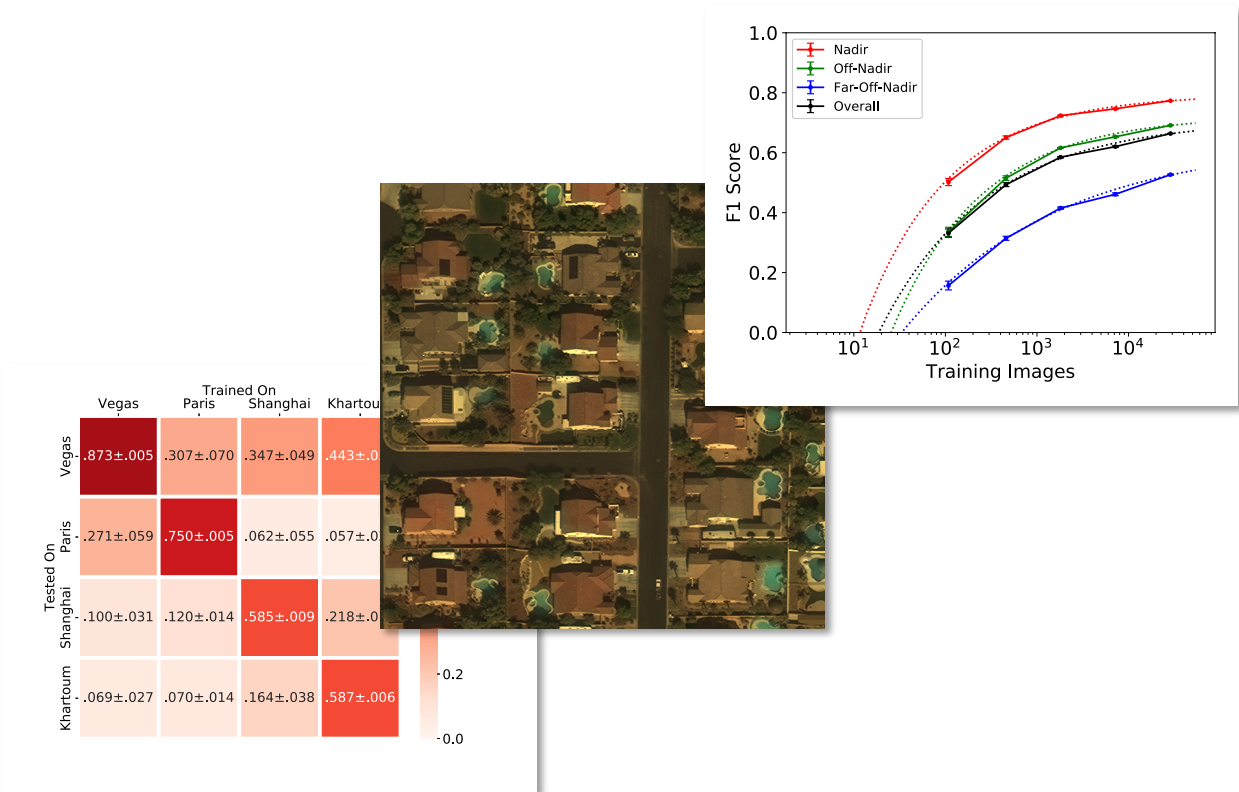 1.0
0.8
0.6
0.4
0.2
0.0
F1 Score
Nadir
Off-Nadir
Far-Off-Nadir
Overall
10¹ 10² 10³ 10⁴
Training Images
Trained On
Vegas Paris Shanghai
Tested On
Vegas .873±.005 .307±.070 .347±.049
Paris .271±.059 .750±.005 .062±.055
Shanghai .100±.031 .120±.014 .585±.009
Khartoum .069±.027 .070±.014 .164±.038 .587±.006
0.2
0.0